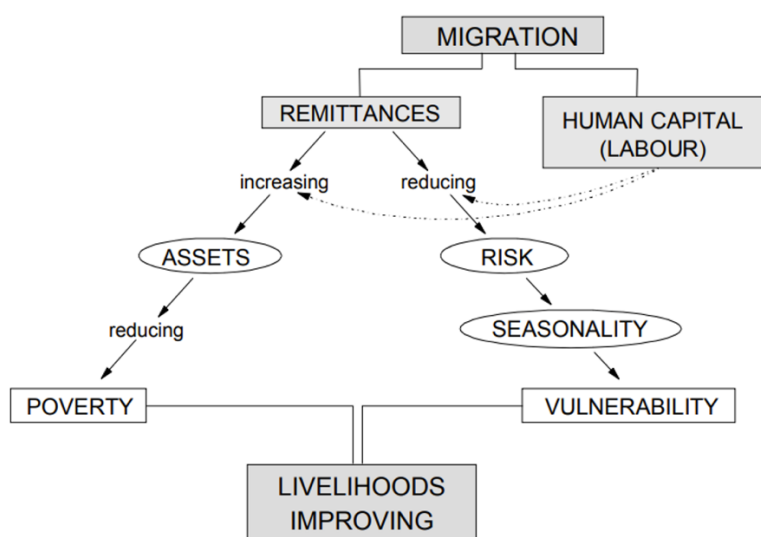 MIGRATION
REMITTANCES
HUMAN CAPITAL
(LABOUR)
increasing
reducing
ASSETS
RISK
reducing
SEASONALITY
POVERTY
VULNERABILITY
LIVELIHOODS
IMPROVING